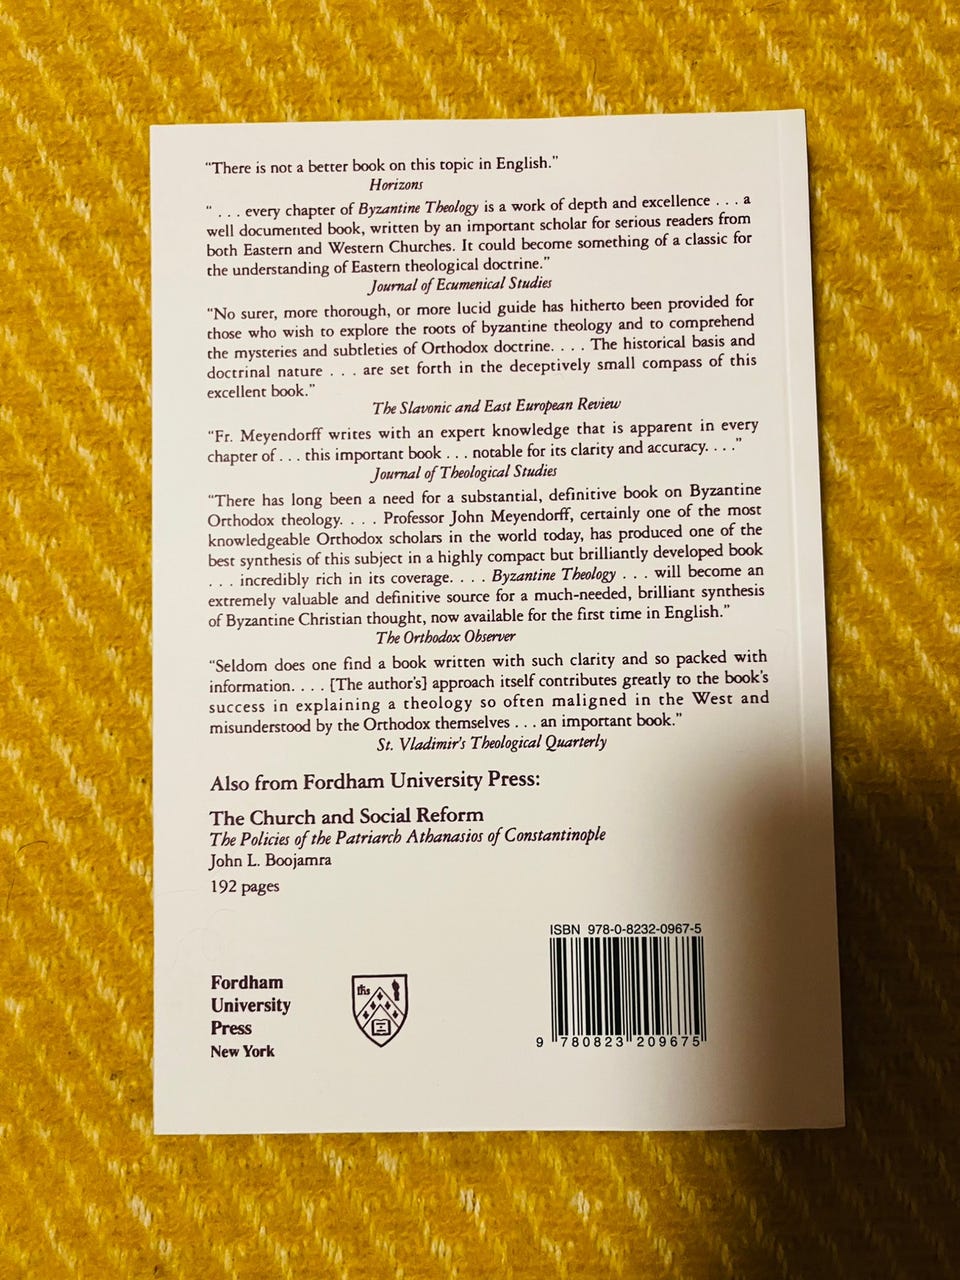 “There is not a better book on this topic in English.”
Horizons
“ . . . every chapter of Byzantine Theology is a work of depth and excellence . . . a
well documented book, written by an important scholar for serious readers from
both Eastern and Western Churches. It could become something of a classic for
the understanding of Eastern theological doctrine.”
Journal of Ecumenical Studies
“No surer, more thorough, or more lucid guide has hitherto been provided for
those who wish to explore the roots of byzantine theology and to comprehend
the mysteries and subtleties of Orthodox doctrine. . . . The historical basis and
doctrinal nature . . . are set forth in the deceptively small compass of this
excellent book.”
The Slavonic and East European Review
“Fr. Meyendorff writes with an expert knowledge that is apparent in every
chapter of . . . this important book . . . notable for its clarity and accuracy. . . .”
Journal of Theological Studies
“There has long been a need for a substantial, definitive book on Byzantine
Orthodox theology. . . . Professor John Meyendorff, certainly one of the most
knowledgeable Orthodox scholars in the world today, has produced one of the
best synthesis of this subject in a highly compact but brilliantly developed book
. . . incredibly rich in its coverage. . . . Byzantine Theology . . . will become an
extremely valuable and definitive source for a much-needed, brilliant synthesis
of Byzantine Christian thought, now available for the first time in English.”
The Orthodox Observer
“Seldom does one find a book written with such clarity and so packed with
information. . . . [The author’s] approach itself contributes greatly to the book’s
success in explaining a theology so often maligned in the West and
misunderstood by the Orthodox themselves . . . an important book.”
St. Vladimir’s Theological Quarterly
Also from Fordham University Press:
The Church and Social Reform
The Policies of the Patriarch Athanasios of Constantinople
John L. Boojamra
192 pages
Fordham
University
Press
New York
ihs
ISBN 978-0-8232-0967-5
9 780823 209675